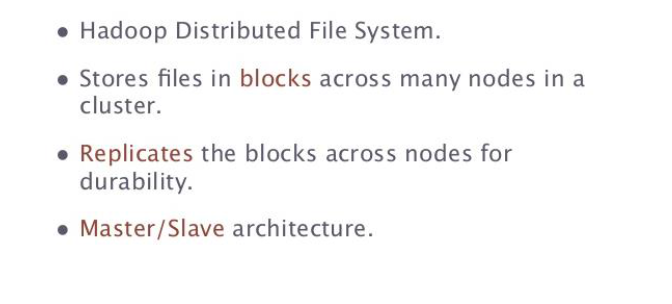 • Hadoop Distributed File System.
• Stores files in blocks across many nodes in a
cluster.
• Replicates the blocks across nodes for
durability.
• Master/Slave architecture.